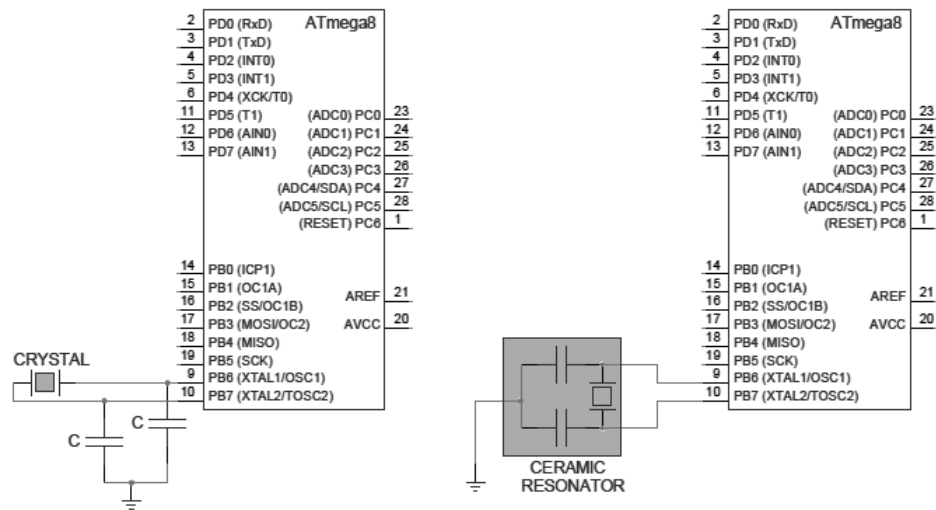 ATmega8
2 PD0 (RxD)
3 PD1 (TxD)
4 PD2 (INT0)
5 PD3 (INT1)
6 PD4 (XCK/T0)
11 PD5 (T1)
12 PD6 (AIN0)
13 PD7 (AIN1)
(ADC0) PC0 23
(ADC1) PC1 24
(ADC2) PC2 25
(ADC3) PC3 26
(ADC4/SDA) PC4 27
(ADC5/SCL) PC5 28
(RESET) PC6 1
14 PB0 (ICP1)
15 PB1 (OC1A)
16 PB2 (SS/OC1B)
17 PB3 (MOSI/OC2)
18 PB4 (MISO)
19 PB5 (SCK)
9 PB6 (XTAL1/OSC1)
10 PB7 (XTAL2/TOSC2)
AREF 21
AVCC 20
CRYSTAL
C
C
ATmega8
2 PD0 (RxD)
3 PD1 (TxD)
4 PD2 (INT0)
5 PD3 (INT1)
6 PD4 (XCK/T0)
11 PD5 (T1)
12 PD6 (AIN0)
13 PD7 (AIN1)
(ADC0) PC0 23
(ADC1) PC1 24
(ADC2) PC2 25
(ADC3) PC3 26
(ADC4/SDA) PC4 27
(ADC5/SCL) PC5 28
(RESET) PC6 1
14 PB0 (ICP1)
15 PB1 (OC1A)
16 PB2 (SS/OC1B)
17 PB3 (MOSI/OC2)
18 PB4 (MISO)
19 PB5 (SCK)
9 PB6 (XTAL1/OSC1)
10 PB7 (XTAL2/TOSC2)
AREF 21
AVCC 20
CERAMIC
RESONATOR